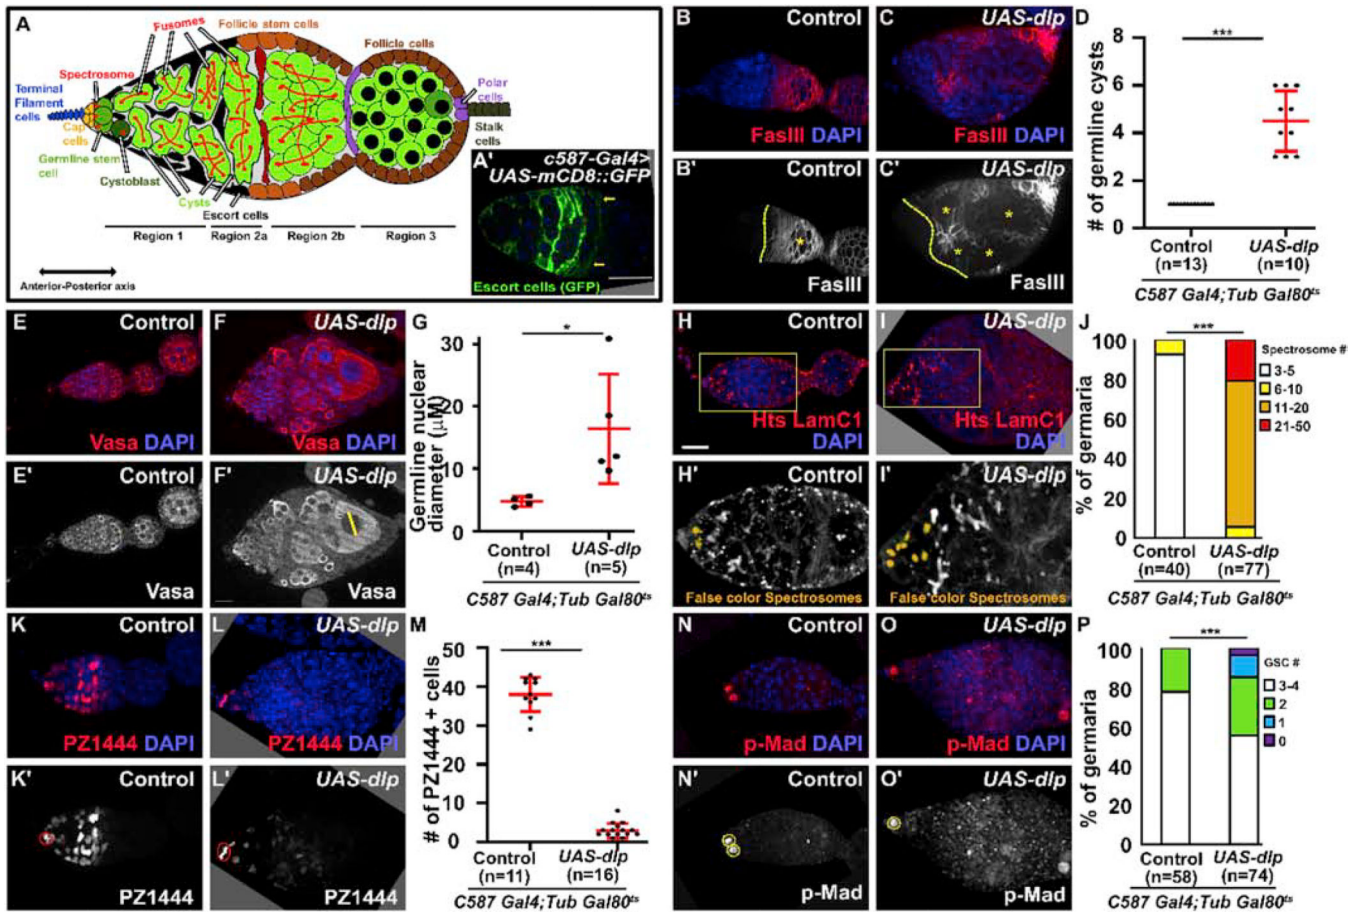 A
Fusomes
Follicle stem cells
Follicle cells
Spectrosome
Terminal
Filament
cells
Cap
cells
Germline stem
cell
Cystoblast
Cysts
Escort cells
Polar
cells
Stalk
cells
Region 1
Region 2a
Region 2b
Region 3
Anterior-Posterior axis
A'
c587-Gal4>
UAS-mCD8::GFP
Escort cells (GFP)
B
Control
FasIII DAPI
C
UAS-dlp
FasIII DAPI
B'
Control
FasIII
C'
UAS-dlp
FasIII
D
# of germline cysts
8
6
4
2
0
***
Control
(n=13)
UAS-dlp
(n=10)
C587 Gal4;Tub Gal80ts
E
Control
Vasa DAPI
F
UAS-dlp
Vasa DAPI
E'
Control
Vasa
F'
UAS-dlp
Vasa
G
Germline nuclear
diameter (μM)
30
20
10
0
*
Control
(n=4)
UAS-dlp
(n=5)
C587 Gal4;Tub Gal80ts
H
Control
Hts LamC1
DAPI
I
UAS-dlp
Hts LamC1
DAPI
H'
Control
False color Spectrosomes
I'
UAS-dlp
False color Spectrosomes
J
% of germaria
100
80
60
40
20
0
***
Spectrosome #
3-5
6-10
11-20
21-50
Control
(n=40)
UAS-dlp
(n=77)
C587 Gal4;Tub Gal80ts
K
Control
PZ1444 DAPI
L
UAS-dlp
PZ1444 DAPI
K'
Control
PZ1444
L'
UAS-dlp
PZ1444
M
# of PZ1444 + cells
50
40
30
20
10
0
***
Control
(n=11)
UAS-dlp
(n=16)
C587 Gal4;Tub Gal80ts
N
Control
p-Mad DAPI
O
UAS-dlp
p-Mad DAPI
N'
Control
p-Mad
O'
UAS-dlp
p-Mad
P
% of germaria
100
80
60
40
20
0
***
GSC #
3-4
2
1
0
Control
(n=58)
UAS-dlp
(n=74)
C587 Gal4;Tub Gal80ts